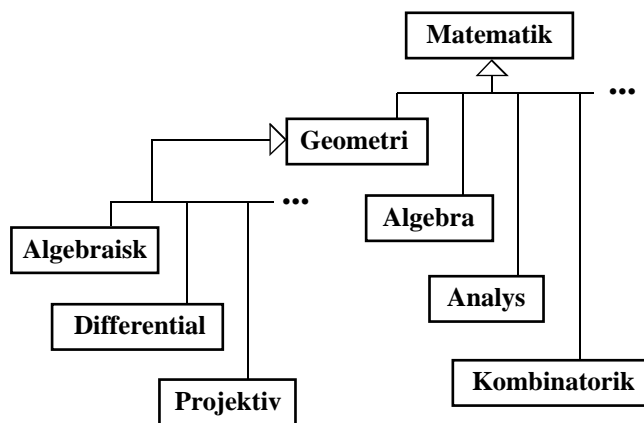 Matematik
...
Geometri
...
Algebra
Algebraisk
Analys
Differential
Kombinatorik
Projektiv